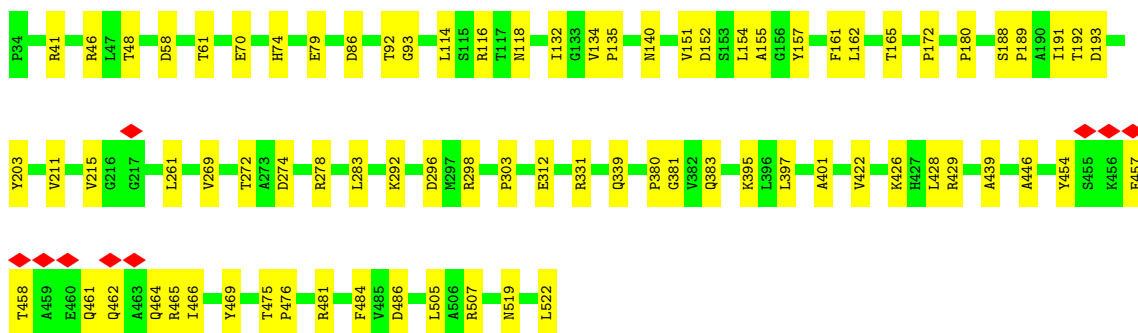 P34 R41 R46 L47 T48 D58 T61 E70 H74 E79 D86 T92 G93 L114 S115 R116 T117 N118 I132 G133 V134 P135 N140 V151 D152 S153 L154 A155 G156 Y157 F161 L162 T165 P172 P180 S188 P189 A190 I191 T192 D193
Y203 V211 V215 G216 G217 L261 V269 T272 A273 D274 R278 L283 K292 D296 M297 R298 P303 E312 R331 Q339 P380 G381 V382 Q383 K395 L396 L397 A401 V422 K426 H427 L428 R429 A439 A446 Y454 S455 K456
T458 A459 E460 Q461 Q462 A463 Q464 R465 I466 Y469 T475 P476 R481 F484 V485 D486 L505 A506 R507 N519 L522